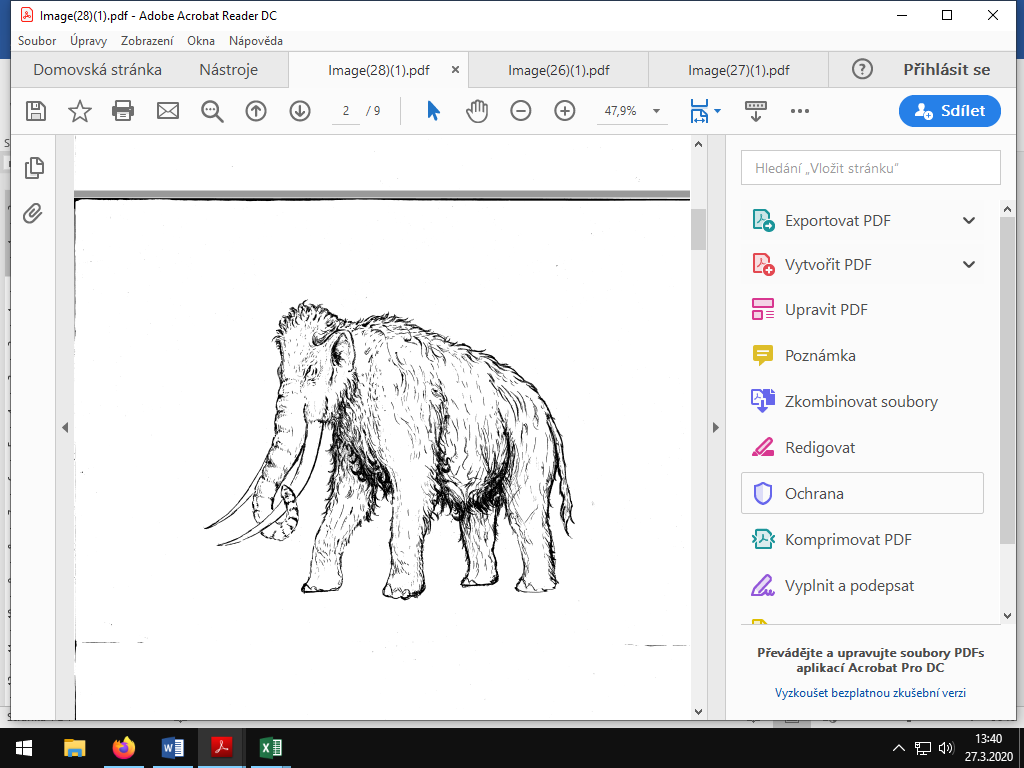 Image(28)(1).pdf - Adobe Acrobat Reader DC
Soubor Úpravy Zobrazení Okna Nápověda
Domovská stránka Nástroje Image(28)(1).pdf × Image(26)(1).pdf Image(27)(1).pdf ? Přihlásit se
2 / 9 47,9% Sdílet
Hledání „Vložit stránku“
Exportovat PDF
Vytvořit PDF
Upravit PDF
Poznámka
Zkombinovat soubory
Redigovat
Ochrana
Komprimovat PDF
Vyplnit a podepsat
Převádějte a upravujte soubory PDFs
aplikací Acrobat Pro DC
Vyzkoušet bezplatnou zkušební verzi
13:40
27.3.2020